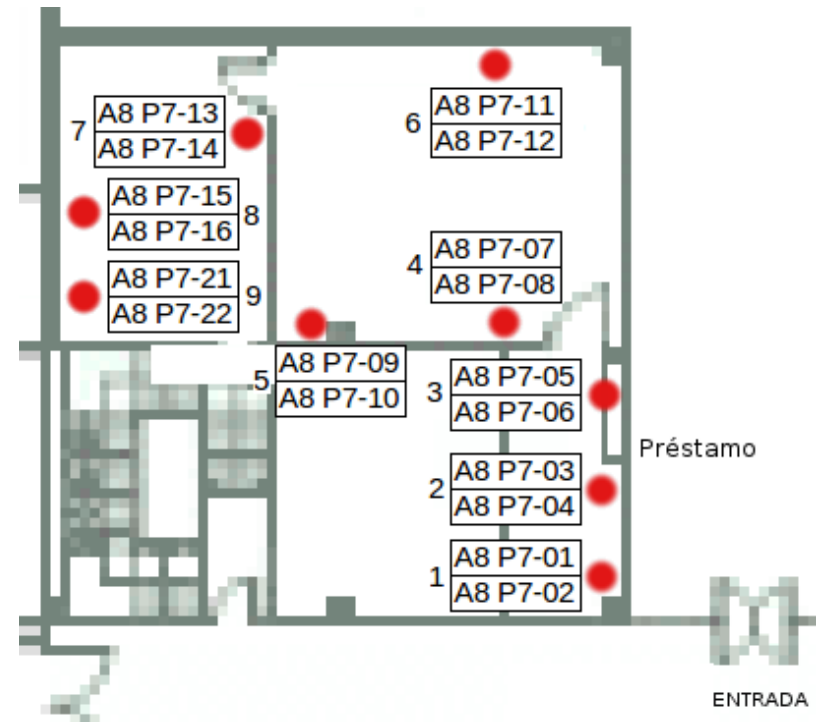 7
A8 P7-13
A8 P7-14
6
A8 P7-11
A8 P7-12
A8 P7-15
A8 P7-16
8
4
A8 P7-07
A8 P7-08
A8 P7-21
A8 P7-22
9
5
A8 P7-09
A8 P7-10
3
A8 P7-05
A8 P7-06
Préstamo
2
A8 P7-03
A8 P7-04
1
A8 P7-01
A8 P7-02
ENTRADA